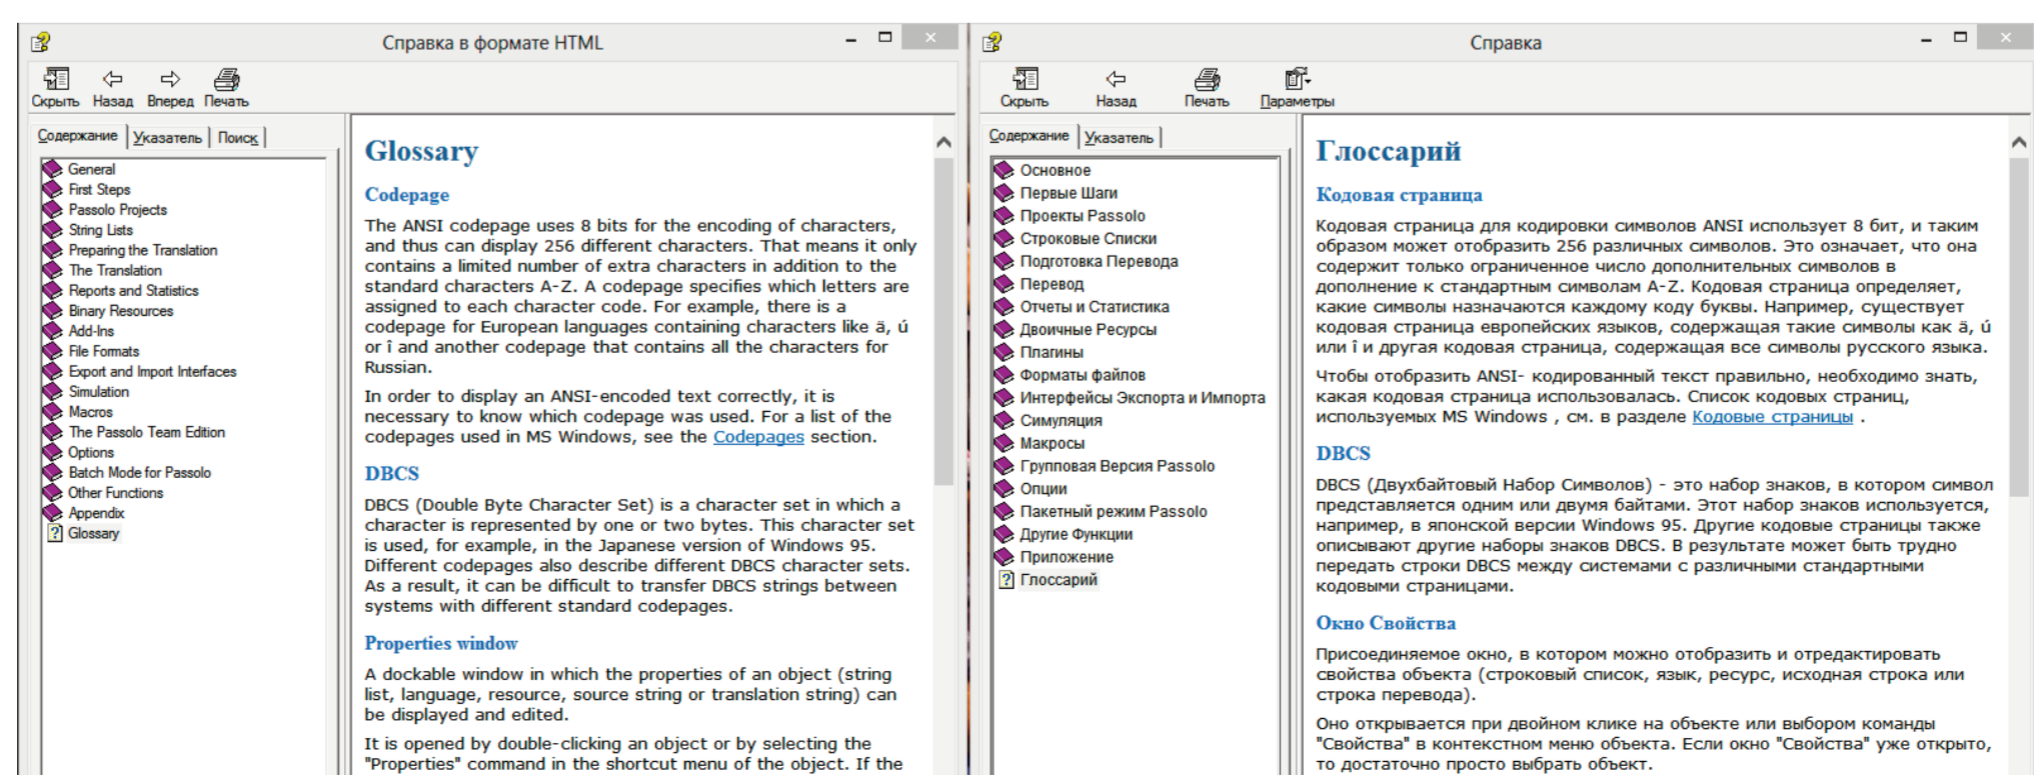 Справка в формате HTML
Скрыть Назад Вперед Печать
Содержание Указатель Поиск
General
First Steps
Passolo Projects
String Lists
Preparing the Translation
The Translation
Reports and Statistics
Binary Resources
Add-Ins
File Formats
Export and Import Interfaces
Simulation
Macros
The Passolo Team Edition
Options
Batch Mode for Passolo
Other Functions
Appendix
Glossary
Glossary
Codepage
The ANSI codepage uses 8 bits for the encoding of characters,
and thus can display 256 different characters. That means it only
contains a limited number of extra characters in addition to the
standard characters A-Z. A codepage specifies which letters are
assigned to each character code. For example, there is a
codepage for European languages containing characters like ä, ú
or î and another codepage that contains all the characters for
Russian.
In order to display an ANSI-encoded text correctly, it is
necessary to know which codepage was used. For a list of the
codepages used in MS Windows, see the Codepages section.
DBCS
DBCS (Double Byte Character Set) is a character set in which a
character is represented by one or two bytes. This character set
is used, for example, in the Japanese version of Windows 95.
Different codepages also describe different DBCS character sets.
As a result, it can be difficult to transfer DBCS strings between
systems with different standard codepages.
Properties window
A dockable window in which the properties of an object (string
list, language, resource, source string or translation string) can
be displayed and edited.
It is opened by double-clicking an object or by selecting the
"Properties" command in the shortcut menu of the object. If the
Справка
Скрыть Назад Печать Параметры
Содержание Указатель
Основное
Первые Шаги
Проекты Passolo
Строковые Списки
Подготовка Перевода
Перевод
Отчеты и Статистика
Двоичные Ресурсы
Плагины
Форматы файлов
Интерфейсы Экспорта и Импорта
Симуляция
Макросы
Групповая Версия Passolo
Опции
Пакетный режим Passolo
Другие Функции
Приложение
Глоссарий
Глоссарий
Кодовая страница
Кодовая страница для кодировки символов ANSI использует 8 бит, и таким
образом может отобразить 256 различных символов. Это означает, что она
содержит только ограниченное число дополнительных символов в
дополнение к стандартным символам A-Z. Кодовая страница определяет,
какие символы назначаются каждому коду буквы. Например, существует
кодовая страница европейских языков, содержащая такие символы как ä, ú
или î и другая кодовая страница, содержащая все символы русского языка.
Чтобы отобразить ANSI- кодированный текст правильно, необходимо знать,
какая кодовая страница использовалась. Список кодовых страниц,
используемых MS Windows , см. в разделе Кодовые страницы .
DBCS
DBCS (Двухбайтовый Набор Символов) - это набор знаков, в котором символ
представляется одним или двумя байтами. Этот набор знаков используется,
например, в японской версии Windows 95. Другие кодовые страницы также
описывают другие наборы знаков DBCS. В результате может быть трудно
передать строки DBCS между системами с различными стандартными
кодовыми страницами.
Окно Свойства
Присоединяемое окно, в котором можно отобразить и отредактировать
свойства объекта (строковый список, язык, ресурс, исходная строка или
строка перевода).
Оно открывается при двойном клике на объекте или выбором команды
"Свойства" в контекстном меню объекта. Если окно "Свойства" уже открыто,
то достаточно просто выбрать объект.